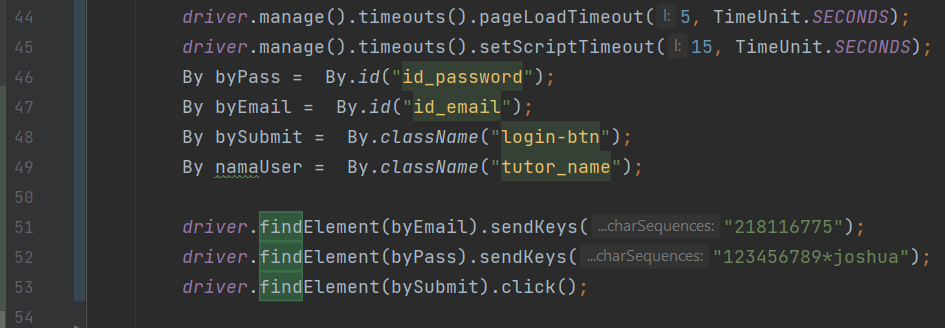 44 driver.manage().timeouts().pageLoadTimeout( l: 5, TimeUnit.SECONDS);
45 driver.manage().timeouts().setScriptTimeout( l: 15, TimeUnit.SECONDS);
46 By byPass =  By.id("id_password");
47 By byEmail =  By.id("id_email");
48 By bySubmit =  By.className("login-btn");
49 By namaUser =  By.className("tutor_name");
50
51 driver.findElement(byEmail).sendKeys( ...charSequences: "218116775");
52 driver.findElement(byPass).sendKeys( ...charSequences: "123456789*joshua");
53 driver.findElement(bySubmit).click();
54